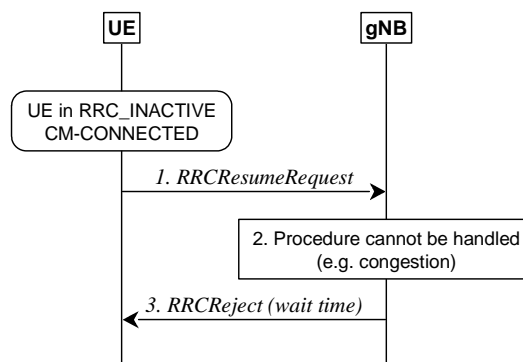 UE
gNB
UE in RRC_INACTIVE
CM-CONNECTED
1. RRCResumeRequest
2. Procedure cannot be handled
(e.g. congestion)
3. RRCReject (wait time)